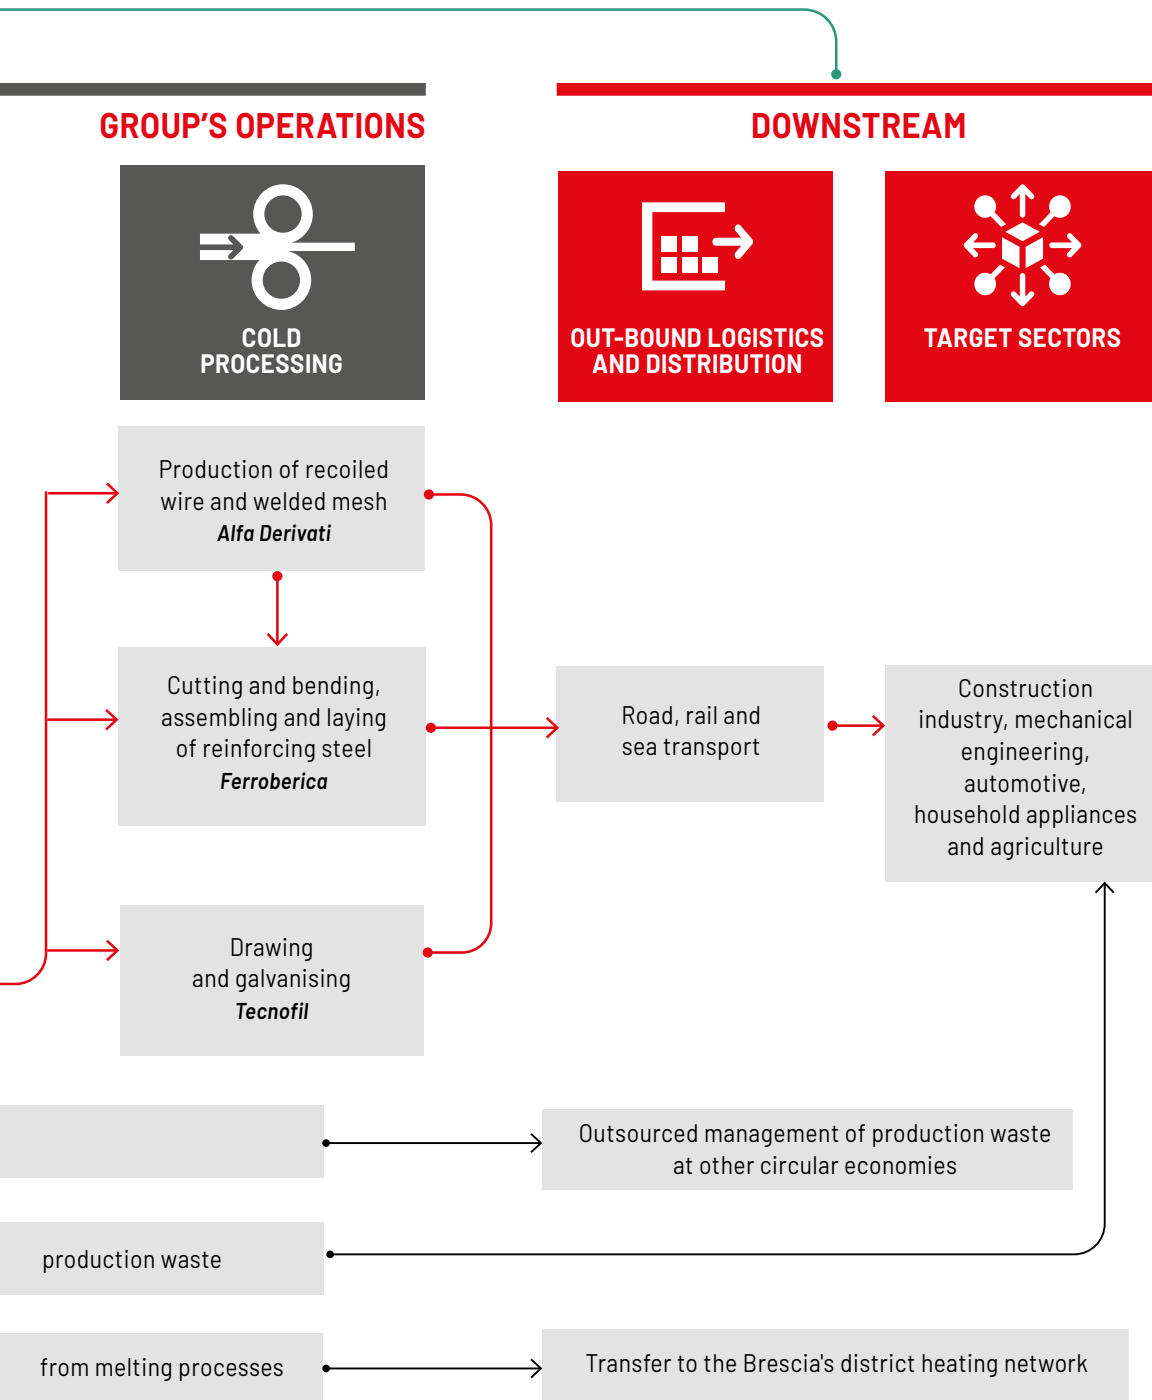 GROUP'S OPERATIONS
DOWNSTREAM
COLD
PROCESSING
OUT-BOUND LOGISTICS
AND DISTRIBUTION
TARGET SECTORS
Production of recoiled
wire and welded mesh
Alfa Derivati
Cutting and bending,
assembling and laying
of reinforcing steel
Ferroberica
Road, rail and
sea transport
Construction
industry, mechanical
engineering,
automotive,
household appliances
and agriculture
Drawing
and galvanising
Tecnofil
Outsourced management of production waste
at other circular economies
production waste
from melting processes
Transfer to the Brescia's district heating network